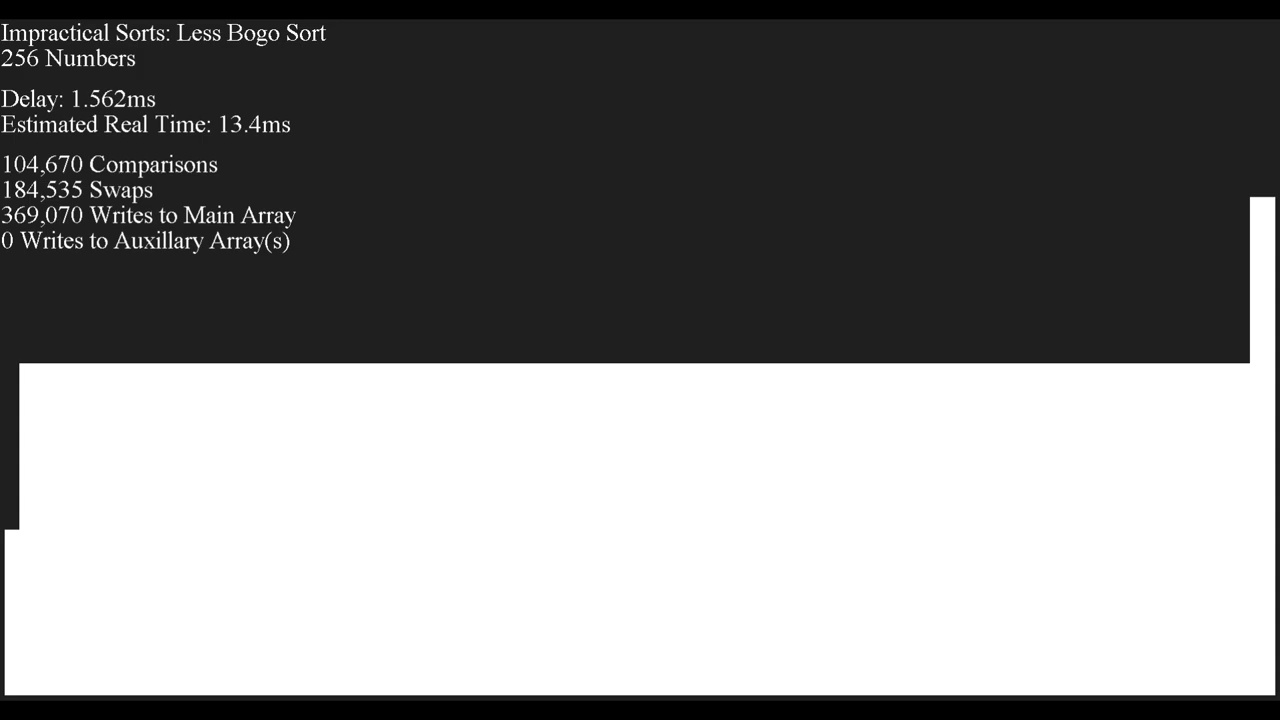 Impractical Sorts: Less Bogo Sort
256 Numbers
Delay: 1.562ms
Estimated Real Time: 13.4ms
104,670 Comparisons
184,535 Swaps
369,070 Writes to Main Array
0 Writes to Auxillary Array(s)